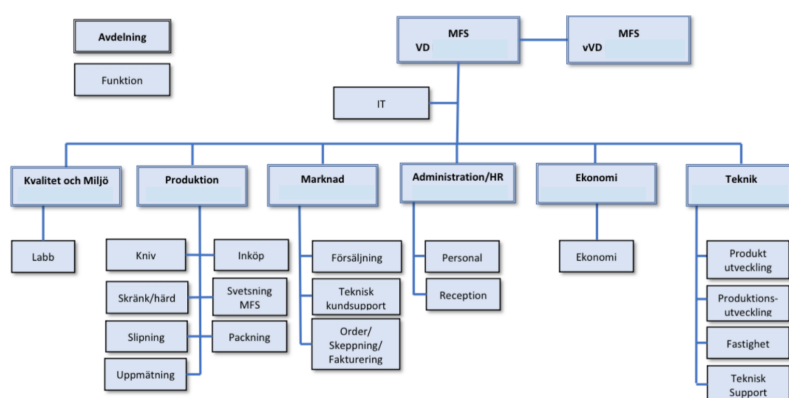 Avdelning
Funktion
MFS
VD
MFS
vVD
IT
Kvalitet och Miljö
Produktion
Marknad
Administration/HR
Ekonomi
Teknik
Labb
Kniv
Inköp
Skränk/härd
Svetsning
MFS
Slipning
Packning
Uppmätning
Försäljning
Teknisk
kundsupport
Order/
Skeppning/
Fakturering
Personal
Reception
Ekonomi
Produkt
utveckling
Produktions-
utveckling
Fastighet
Teknisk
Support